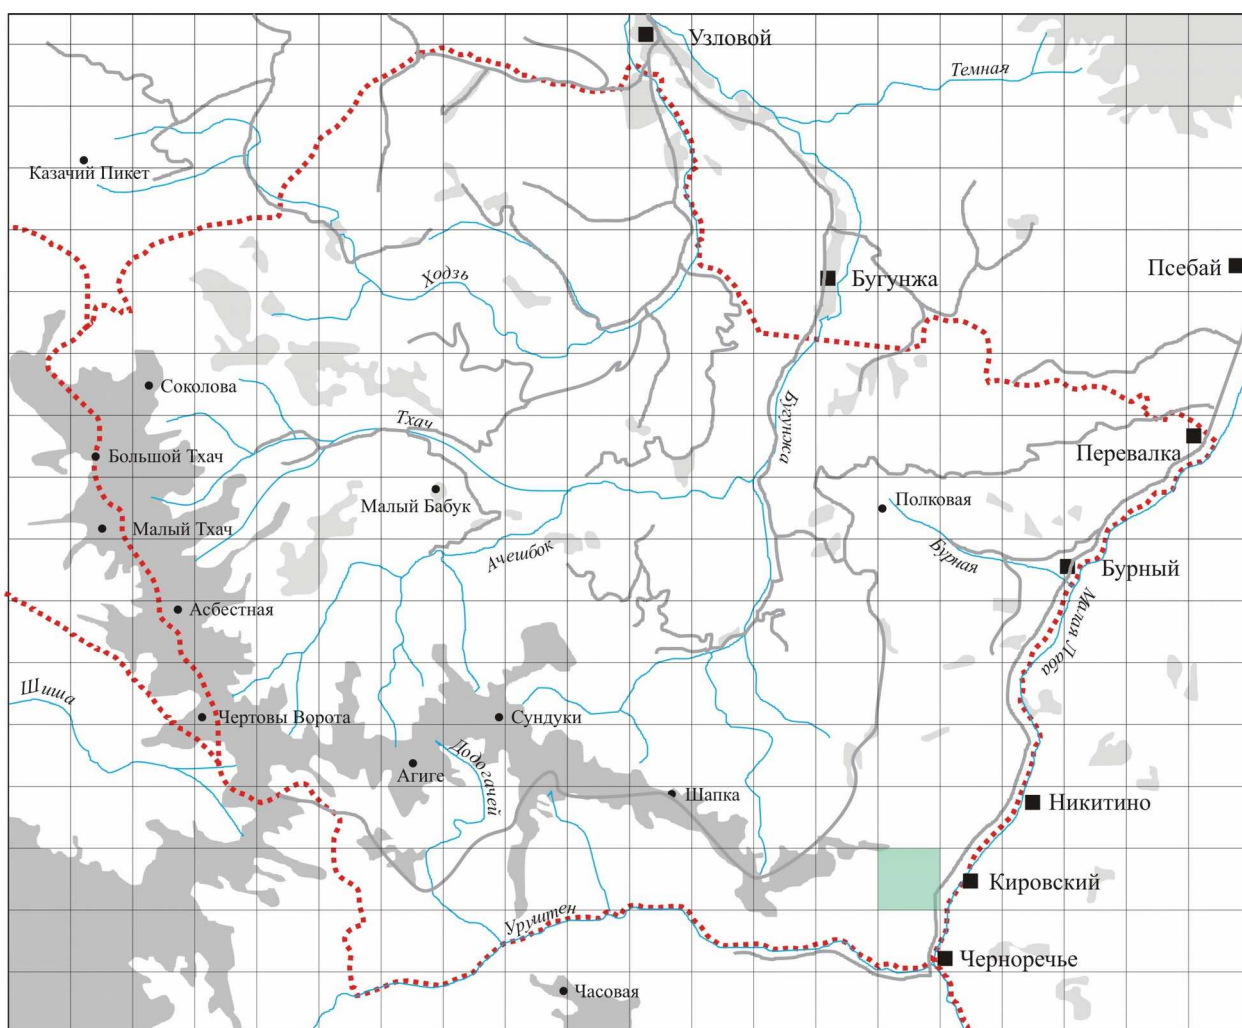 Узловой
Темная
Казачий Пикет
Ходзь
Псебай
Бугунжа
Соколова
Тхач
Бугунжа
Большой Тхач
Перевалка
Малый Бабук
Полковая
Малый Тхач
Ачешбок
Бурная
Бурный
Асбестная
Малая Лаба
Шиша
Чертовы Ворота
Сундуки
Додогачей
Агиге
Шапка
Никитино
Кировский
Уруштен
Черноречье
Часовая